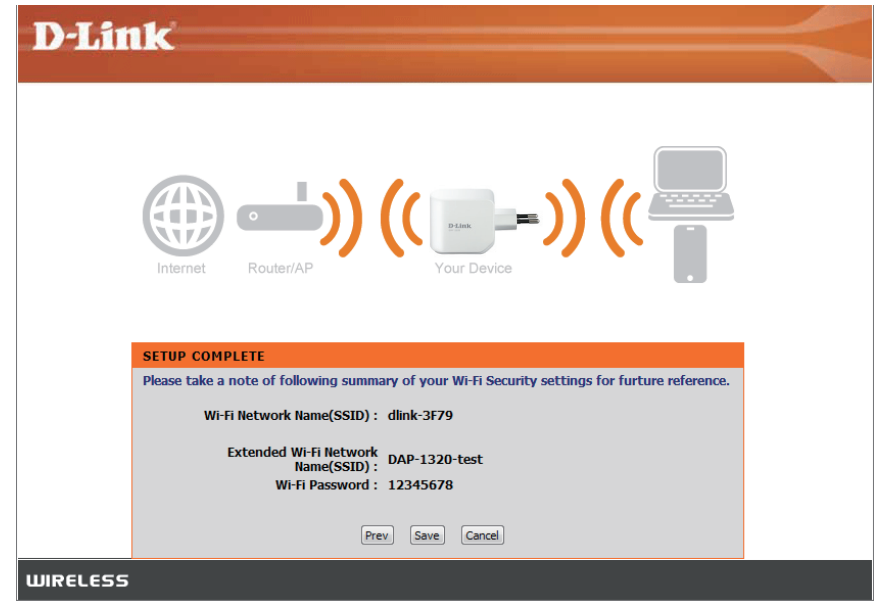 D-Link
D-Link
Internet
Router/AP
Your Device
SETUP COMPLETE
Please take a note of following summary of your Wi-Fi Security settings for furture reference.
Wi-Fi Network Name(SSID) : dlink-3F79
Extended Wi-Fi Network
Name(SSID) : DAP-1320-test
Wi-Fi Password : 12345678
Prev Save Cancel
WIRELESS